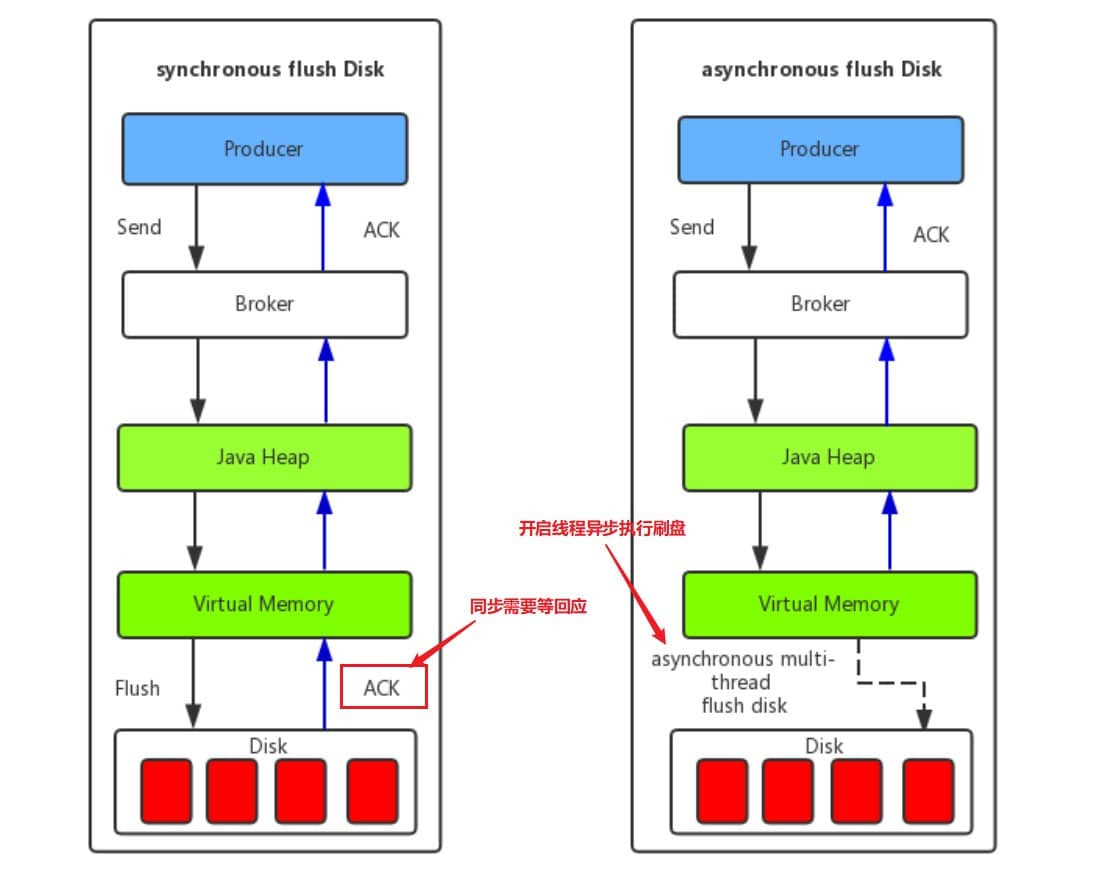 synchronous flush Disk
Producer
Send
ACK
Broker
Java Heap
Virtual Memory
同步需要等回应
Flush
ACK
Disk
asynchronous flush Disk
Producer
Send
ACK
Broker
Java Heap
开启线程异步执行刷盘
Virtual Memory
asynchronous multi-
thread
flush disk
Disk